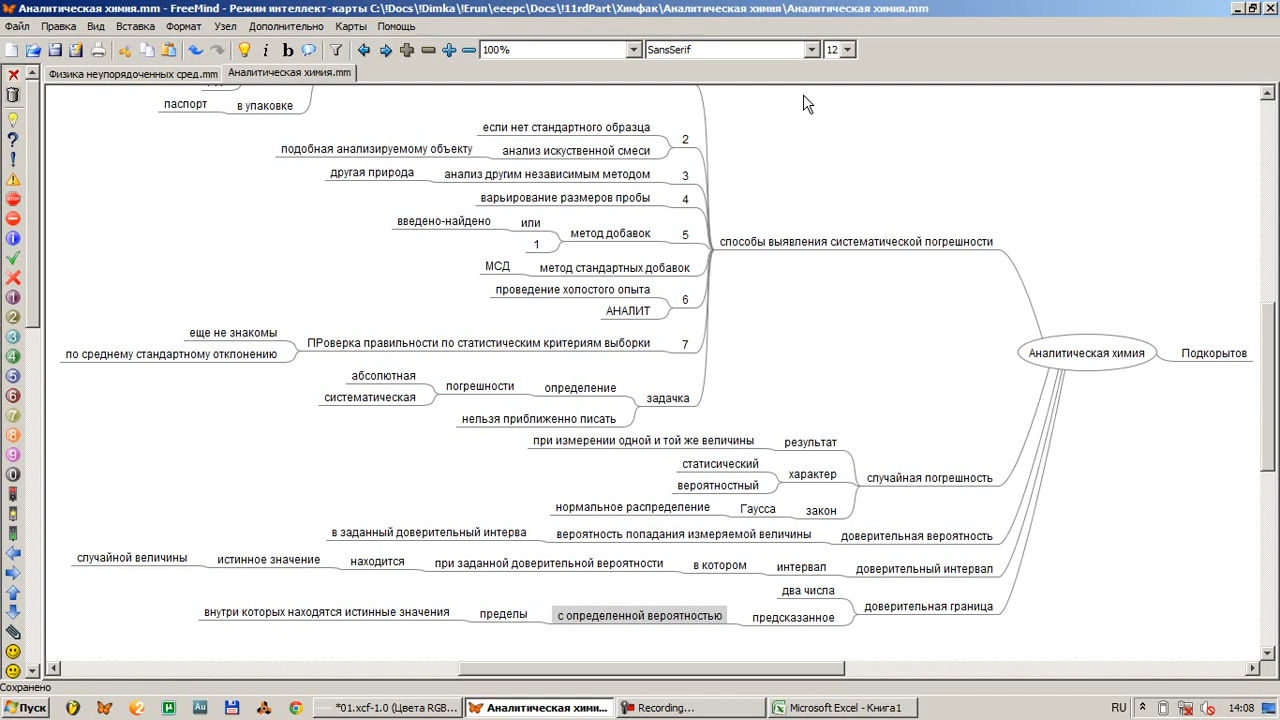 Аналитическая химия.mm - FreeMind - Режим интеллект-карты C:\!Docs\!Dimka\!Erun\eeepc\Docs\!11rdPart\Химфак\Аналитическая химия\Аналитическая химия.mm
Файл Правка Вид Вставка Формат Узел Дополнительно Карты Помощь
100% SansSerif 12
Физика неупорядоченных сред.mm Аналитическая химия.mm
паспорт в упаковке
если нет стандартного образца
2
подобная анализируемому объекту анализ искуственной смеси
другая природа анализ другим независимым методом 3
варьирование размеров пробы 4
введено-найдено или
метод добавок 5
1
способы выявления систематической погрешности
МСД метод стандартных добавок
проведение холостого опыта
6
АНАЛИТ
еще не знакомы
ПРоверка правильности по статистическим критериям выборки 7
по среднему стандартному отклонению
Аналитическая химия Подкорытов
абсолютная
погрешности определение
систематическая
задачка
нельзя приближенно писать
при измерении одной и той же величины результат
статисический
характер
вероятностный
случайная погрешность
нормальное распределение Гаусса закон
в заданный доверительный интерва вероятность попадания измеряемой величины доверительная вероятность
случайной величины истинное значение находится при заданной доверительной вероятности в котором интервал доверительный интервал
два числа
доверительная граница
внутри которых находятся истинные значения пределы с определенной вероятностью предсказанное
Сохранено
Пуск *01.xcf-1.0 (Цвета RGB... Аналитическая хими... Recording... Microsoft Excel - Книга1 RU 14:08